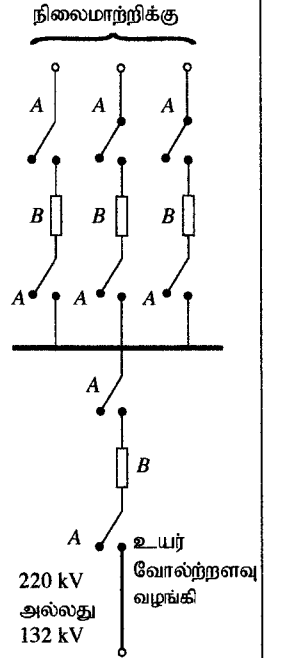 நிலைமாற்றிக்கு
A A A
B B B
A A A
A
B
A
உயர்
வோல்ற்றளவு
வழங்கி
220 kV
அல்லது
132 kV